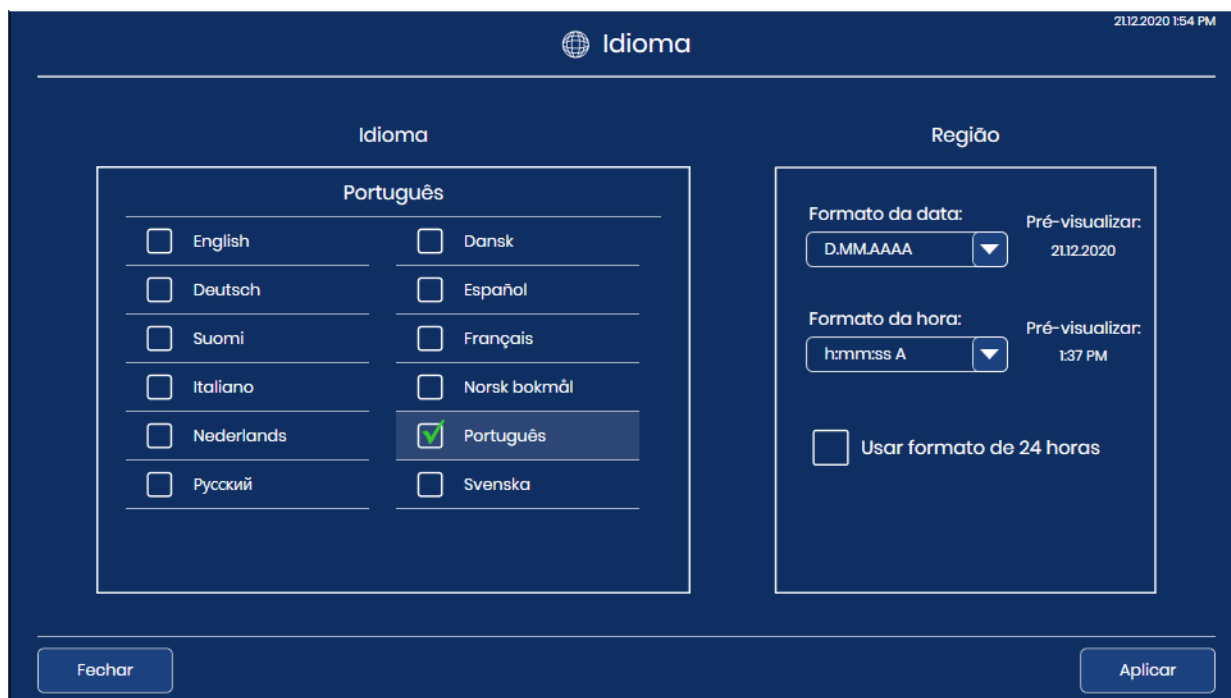 21.12.2020 1:54 PM
Idioma
Idioma
Português
English
Dansk
Deutsch
Español
Suomi
Français
Italiano
Norsk bokmål
Nederlands
Português
Русский
Svenska
Região
Formato da data:
Pré-visualizar:
D.MM.AAAA
21.12.2020
Formato da hora:
Pré-visualizar:
h:mm:ss A
1:37 PM
Usar formato de 24 horas
Fechar
Aplicar